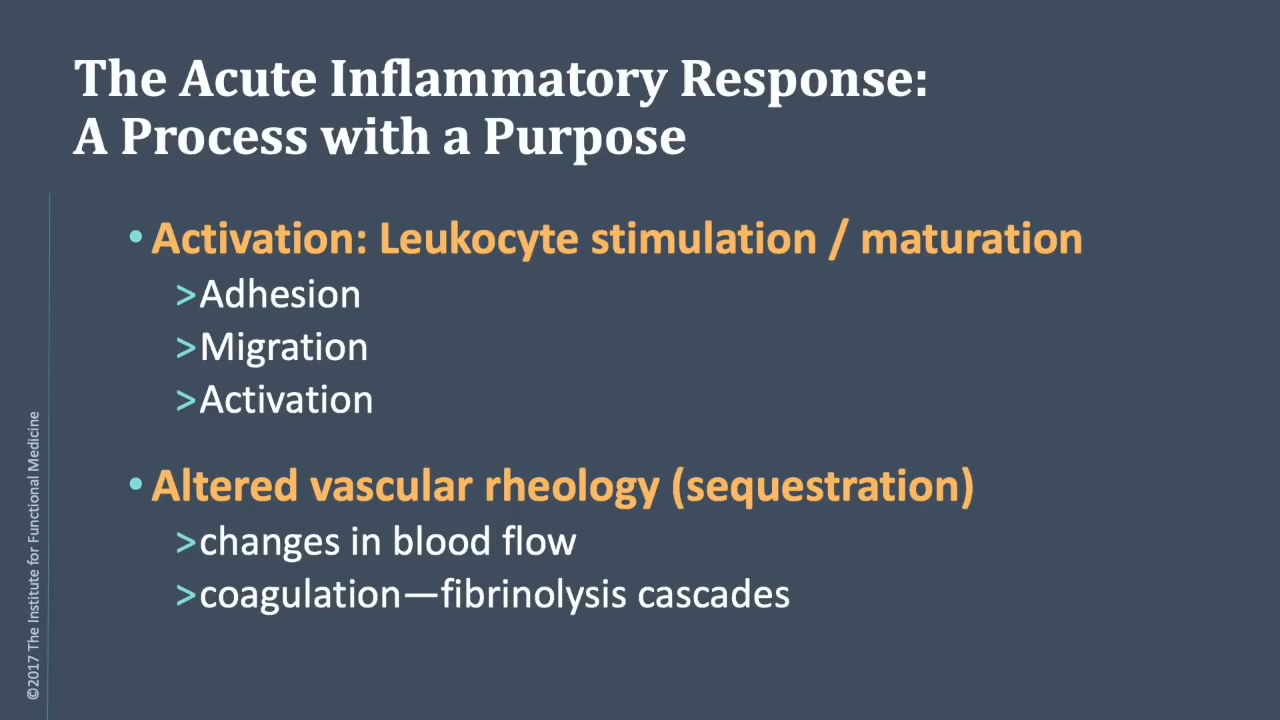 The Acute Inflammatory Response:
A Process with a Purpose
• Activation: Leukocyte stimulation / maturation
>Adhesion
>Migration
>Activation
• Altered vascular rheology (sequestration)
>changes in blood flow
>coagulation—fibrinolysis cascades
©2017 The Institute for Functional Medicine